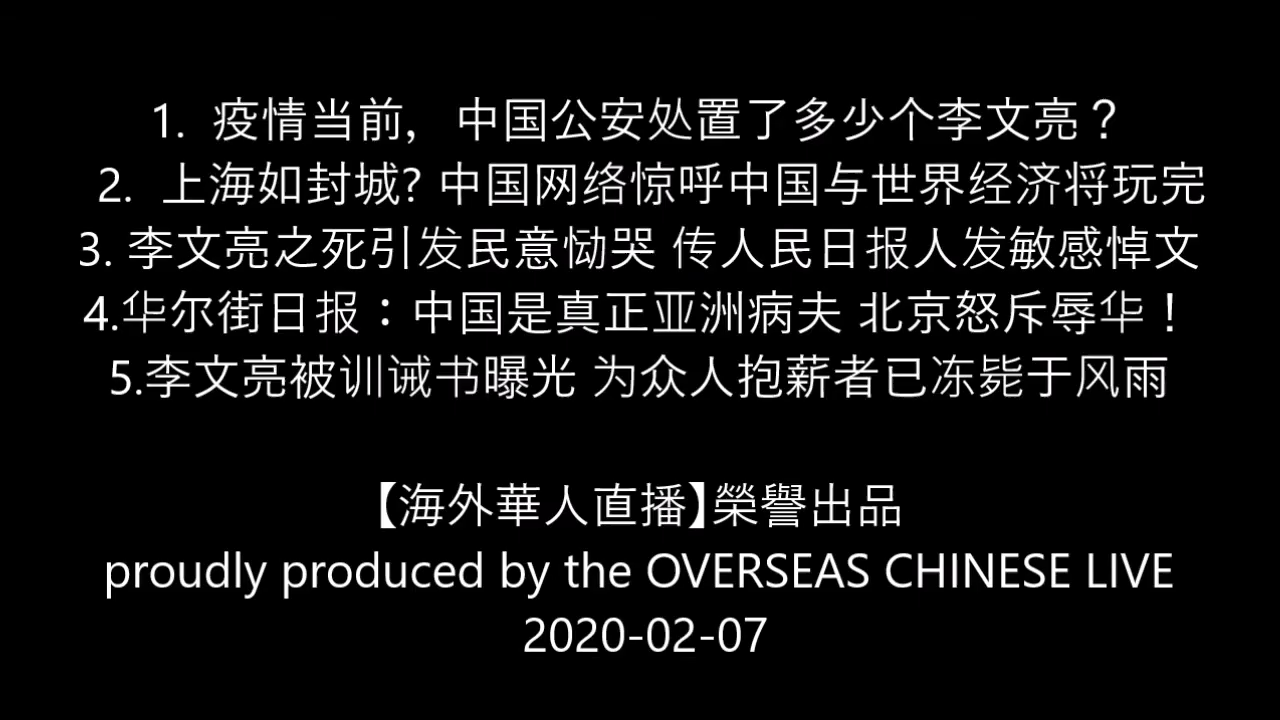 1. 疫情当前，中国公安处置了多少个李文亮？
2. 上海如封城? 中国网络惊呼中国与世界经济将玩完
3. 李文亮之死引发民意恸哭 传人民日报人发敏感悼文
4.华尔街日报：中国是真正亚洲病夫 北京怒斥辱华！
5.李文亮被训诫书曝光 为众人抱薪者已冻毙于风雨
【海外華人直播】榮譽出品
proudly produced by the OVERSEAS CHINESE LIVE
2020-02-07